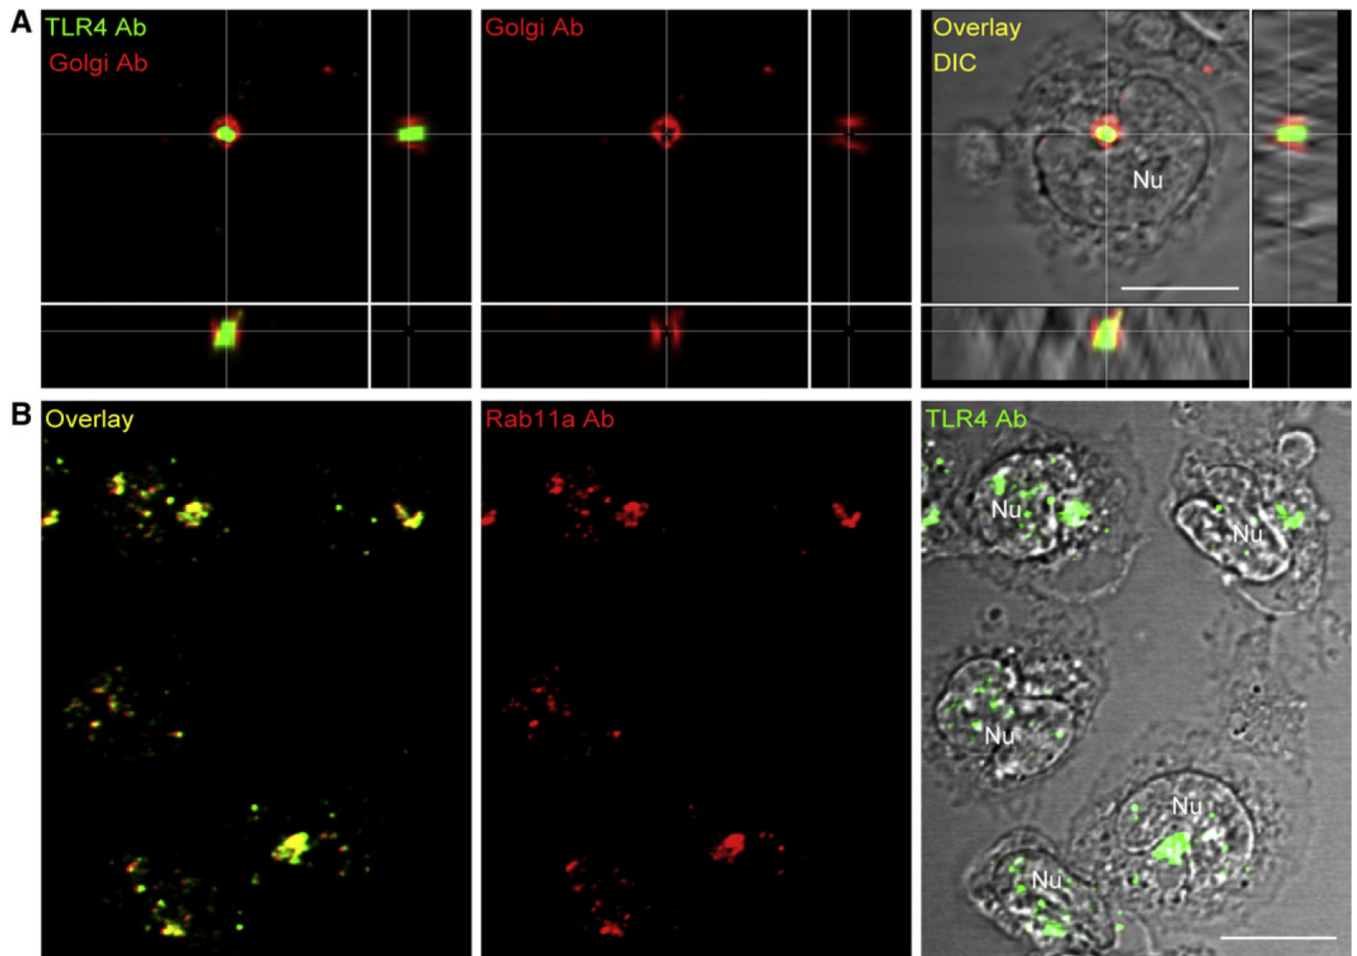 A
TLR4 Ab
Golgi Ab
Golgi Ab
Overlay
DIC
Nu
B
Overlay
Rab11a Ab
TLR4 Ab
Nu
Nu
Nu
Nu
Nu